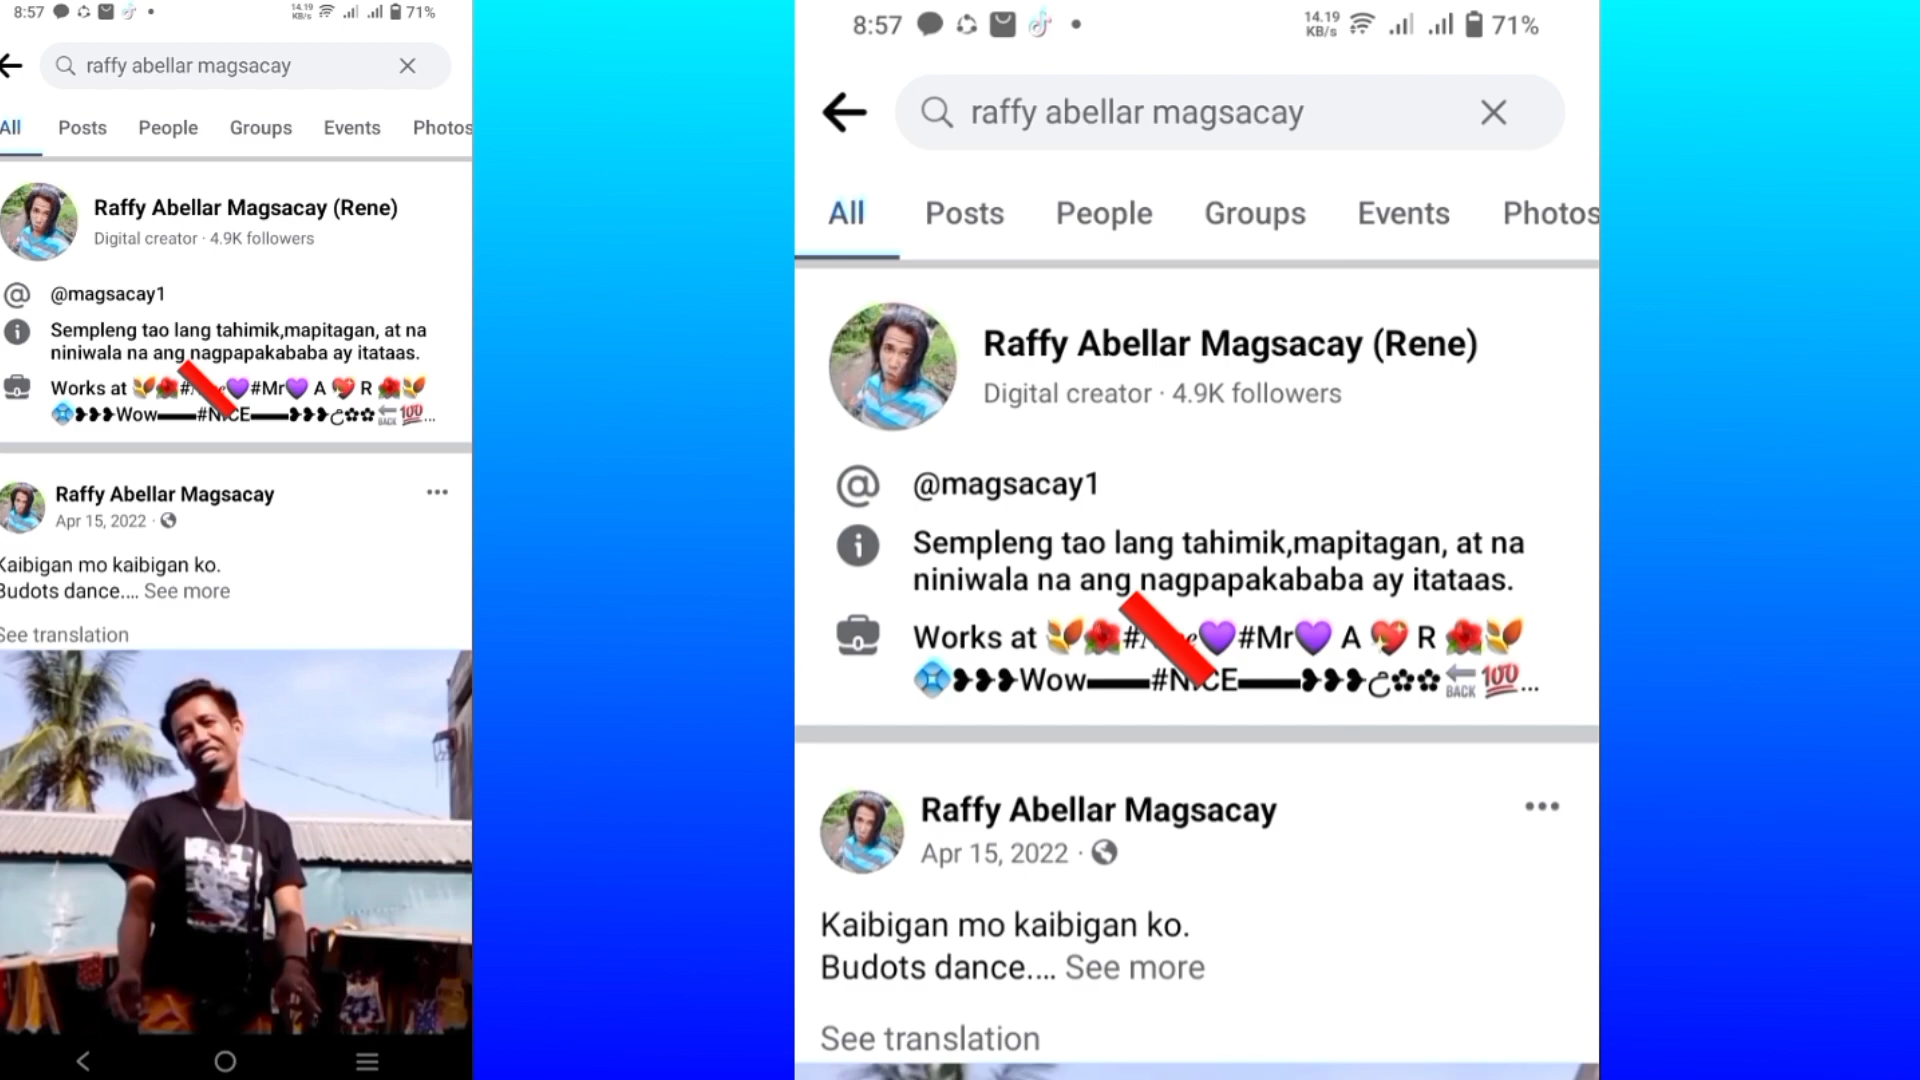 8:57 14.19 KB/s 71%
raffy abellar magsacay
All Posts People Groups Events Photos
Raffy Abellar Magsacay (Rene)
Digital creator · 4.9K followers
@magsacay1
Sempleng tao lang tahimik,mapitagan, at na
niniwala na ang nagpapakababa ay itataas.
Works at 🍂🌺# 💜#Mr💜 A 💖 R 🌺🍂
💠❥❥❥Wow▬▬#NICE▬▬❥❥❥ن✿✿🔙💯...
Raffy Abellar Magsacay
Apr 15, 2022 ·
Kaibigan mo kaibigan ko.
Budots dance.... See more
See translation
8:57 14.19 KB/s 71%
raffy abellar magsacay
All Posts People Groups Events Photos
Raffy Abellar Magsacay (Rene)
Digital creator · 4.9K followers
@magsacay1
Sempleng tao lang tahimik,mapitagan, at na
niniwala na ang nagpapakababa ay itataas.
Works at 🍂🌺# 💜#Mr💜 A 💖 R 🌺🍂
💠❥❥❥Wow▬▬#NICE▬▬❥❥❥ن✿✿🔙💯...
Raffy Abellar Magsacay
Apr 15, 2022 ·
Kaibigan mo kaibigan ko.
Budots dance.... See more
See translation